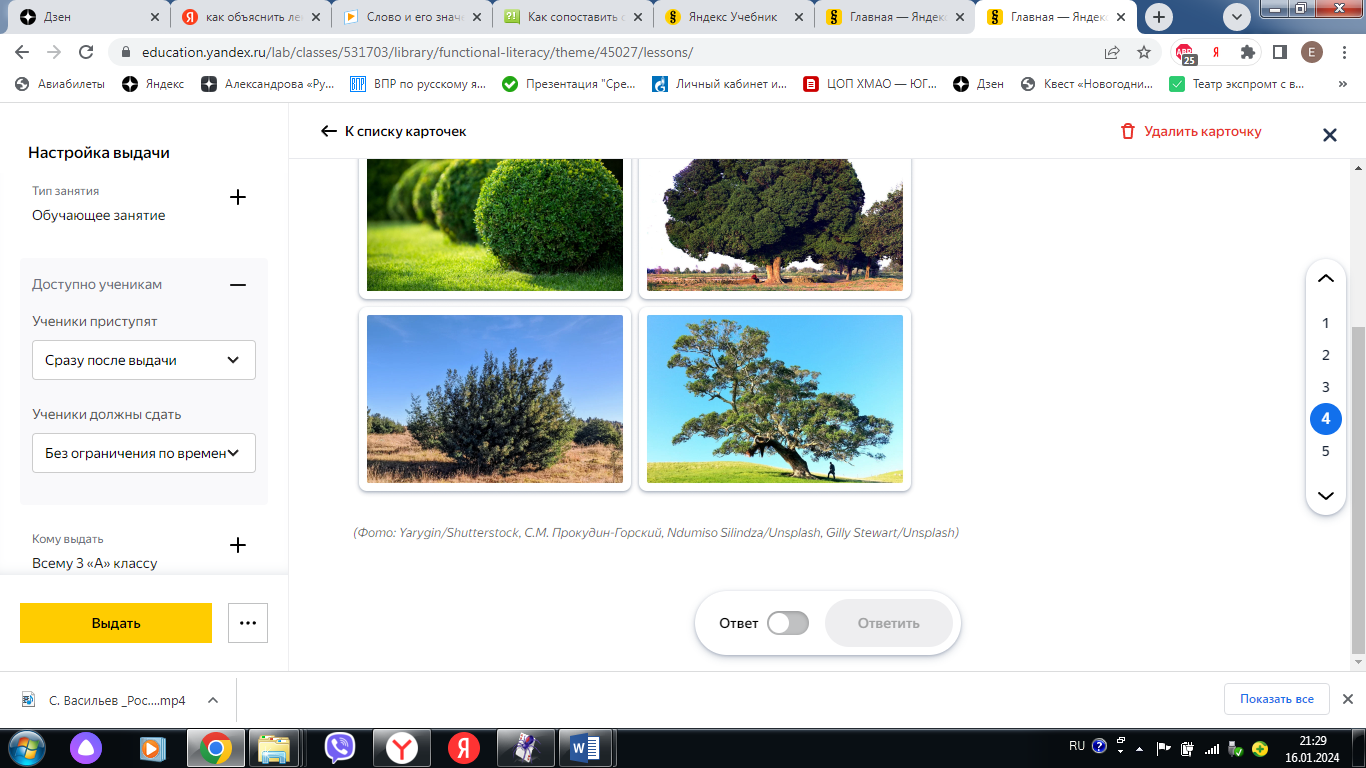 Дзен
как объяснить ле
Слово и его знач
Как сопоставить
Яндекс Учебник
Главная — Яндек
Главная — Яндек
education.yandex.ru/lab/classes/531703/library/functional-literacy/theme/45027/lessons/
ABP
25
Я
E
Авиабилеты
Яндекс
Александрова «Ру...
ВПР по русскому я...
Презентация "Сре...
Личный кабинет и...
ЦОП ХМАО — ЮГ...
Дзен
Квест «Новогодни...
Театр экспромт с в...
»
К списку карточек
Удалить карточку
Настройка выдачи
Тип занятия
Обучающее занятие
Доступно ученикам
Ученики приступят
Сразу после выдачи
Ученики должны сдать
Без ограничения по времен
Кому выдать
Всему 3 «А» классу
Выдать
1
2
3
4
5
(Фото: Yarygin/Shutterstock, С.М. Прокудин-Горский, Ndumiso Silindza/Unsplash, Gilly Stewart/Unsplash)
Ответ
Ответить
С. Васильев _Рос....mp4
Показать все
RU
21:29
16.01.2024